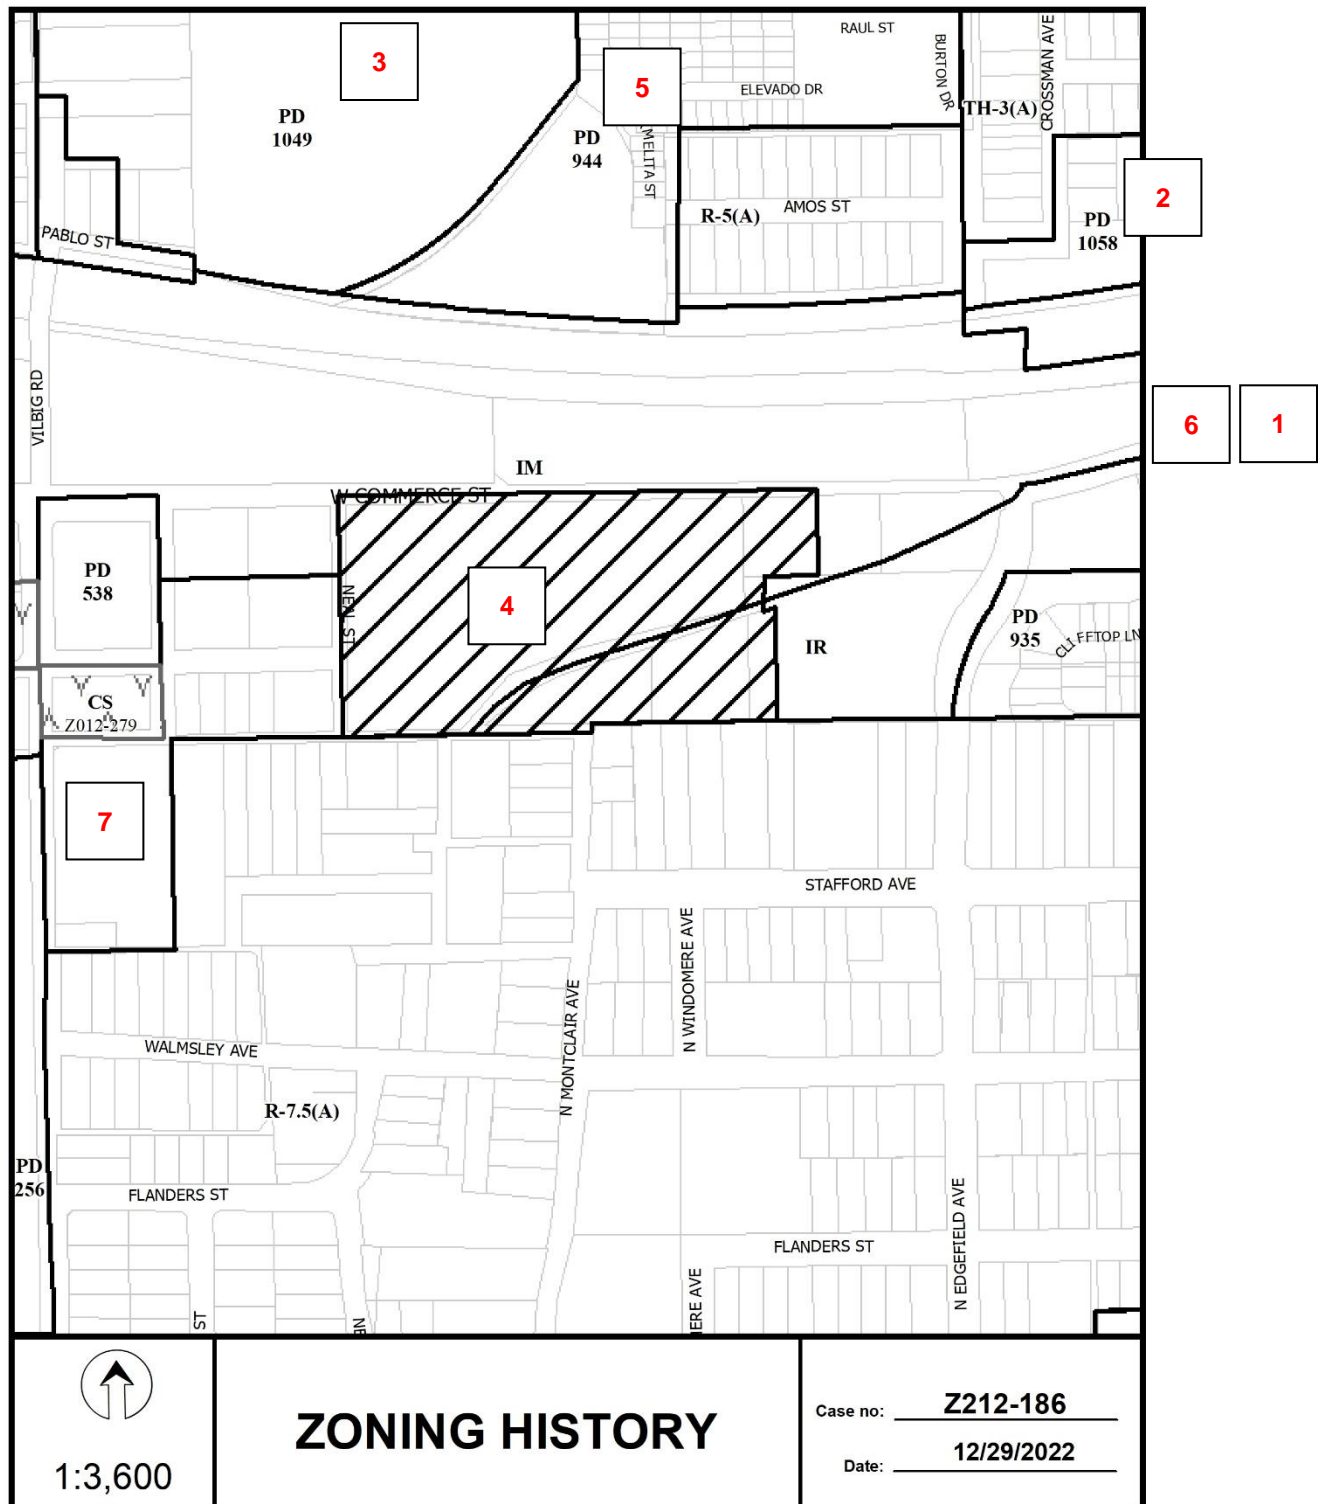 3
RAUL ST
BURTON DR
CROSSMAN AVE
5
ELEVADO DR
TH-3(A)
PD
1049
PD
944
MELITA ST
2
R-5(A)
AMOS ST
PD
1058
PABLO ST
VILBIG RD
6
1
IM
W COMMERCE ST
PD
538
NEAL ST
4
PD
935
CLIFFTOP LN
IR
CS
Z012-279
7
STAFFORD AVE
N WINDOMERE AVE
N MONTCLAIR AVE
WALMSLEY AVE
R-7.5(A)
PD
256
FLANDERS ST
N EDGEFIELD AVE
FLANDERS ST
ST
NE
ERE AVE
1:3,600
ZONING HISTORY
Case no: Z212-186
Date: 12/29/2022